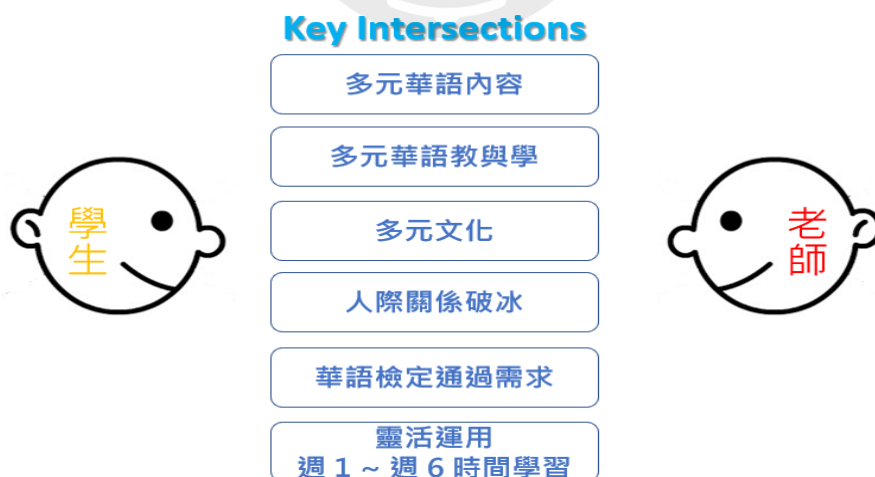 Key Intersections
多元華語內容
多元華語教與學
多元文化
人際關係破冰
華語檢定通過需求
靈活運用
週 1 ~ 週 6 時間學習
學生
老師